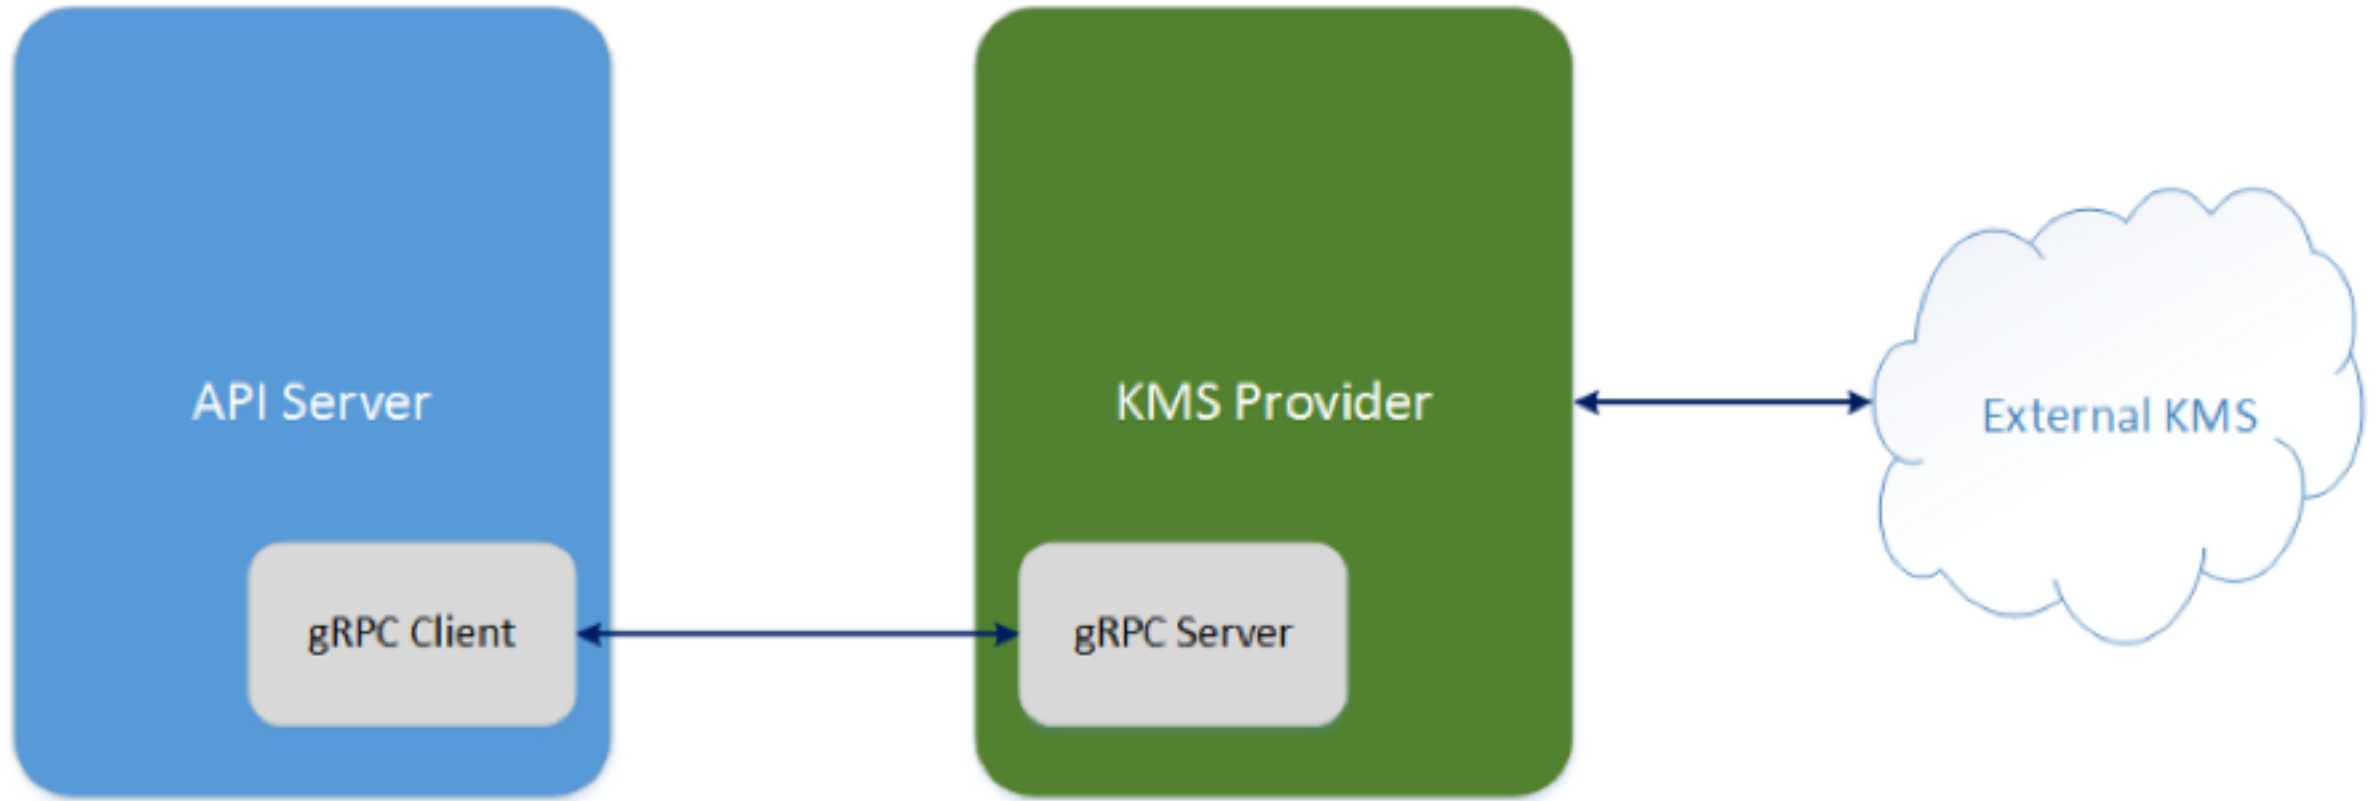 API Server
KMS Provider
External KMS
gRPC Client
gRPC Server